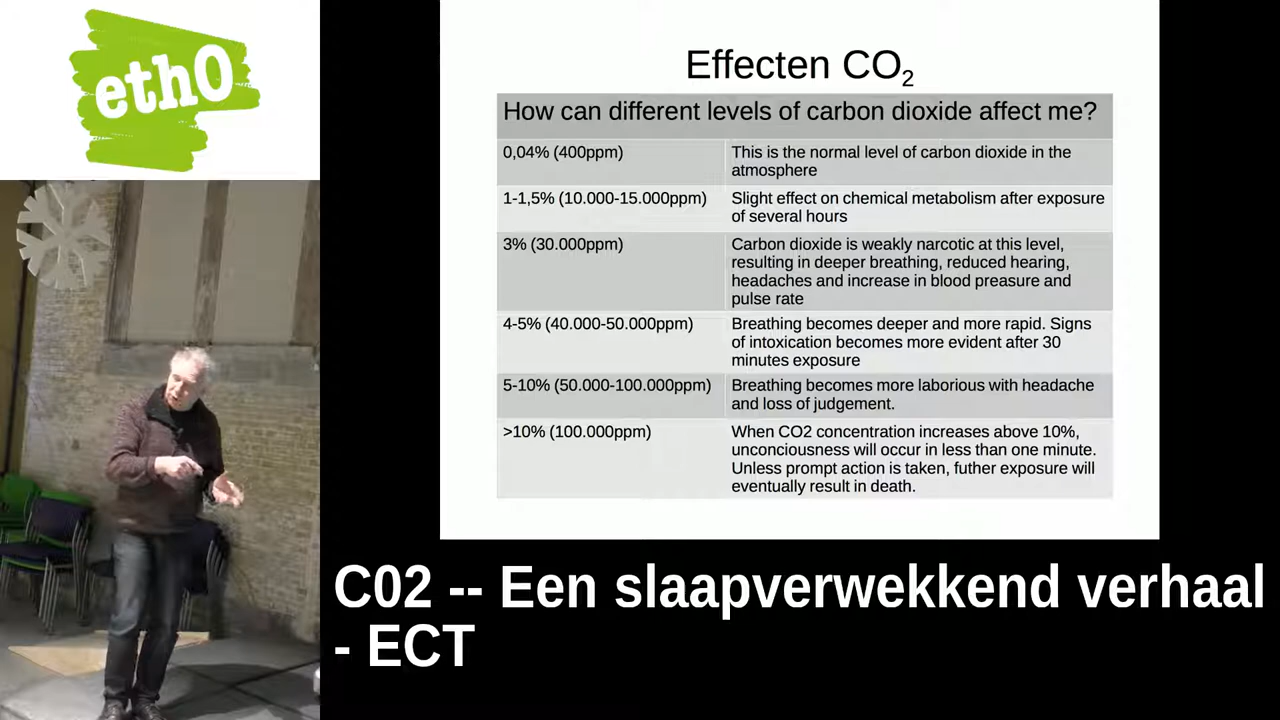 eth0
Effecten CO₂
How can different levels of carbon dioxide affect me?
0,04% (400ppm)
This is the normal level of carbon dioxide in the
atmosphere
1-1,5% (10.000-15.000ppm)
Slight effect on chemical metabolism after exposure
of several hours
3% (30.000ppm)
Carbon dioxide is weakly narcotic at this level,
resulting in deeper breathing, reduced hearing,
headaches and increase in blood preasure and
pulse rate
4-5% (40.000-50.000ppm)
Breathing becomes deeper and more rapid. Signs
of intoxication becomes more evident after 30
minutes exposure
5-10% (50.000-100.000ppm)
Breathing becomes more laborious with headache
and loss of judgement.
>10% (100.000ppm)
When CO2 concentration increases above 10%,
unconciousness will occur in less than one minute.
Unless prompt action is taken, futher exposure will
eventually result in death.
C02 -- Een slaapverwekkend verhaal
- ECT